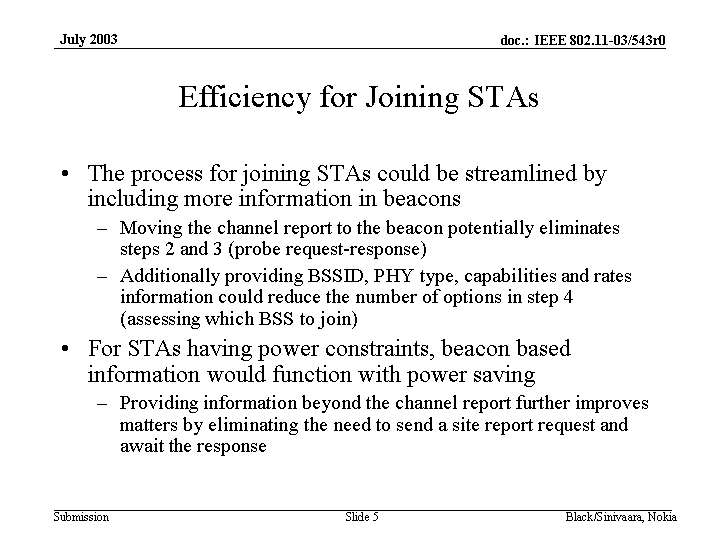 July 2003
doc.: IEEE 802.11-03/543r0
Efficiency for Joining STAs
• The process for joining STAs could be streamlined by
including more information in beacons
– Moving the channel report to the beacon potentially eliminates
steps 2 and 3 (probe request-response)
– Additionally providing BSSID, PHY type, capabilities and rates
information could reduce the number of options in step 4
(assessing which BSS to join)
• For STAs having power constraints, beacon based
information would function with power saving
– Providing information beyond the channel report further improves
matters by eliminating the need to send a site report request and
await the response
Submission
Slide 5
Black/Sinivaara, Nokia